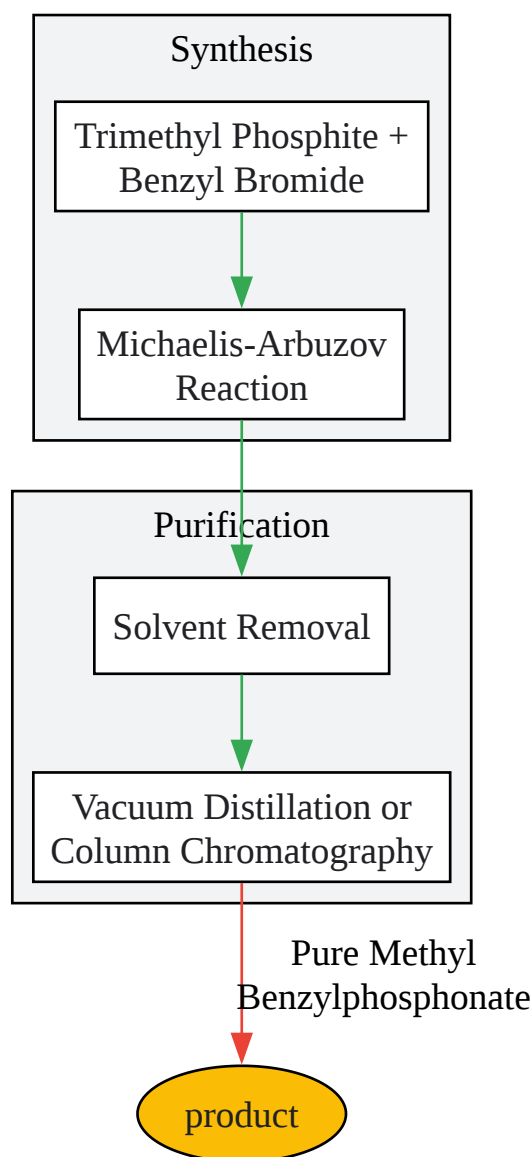 Synthesis
Trimethyl Phosphite +
Benzyl Bromide
Michaelis-Arbuzov
Reaction
Purification
Solvent Removal
Vacuum Distillation or
Column Chromatography
Pure Methyl
Benzylphosphonate
product